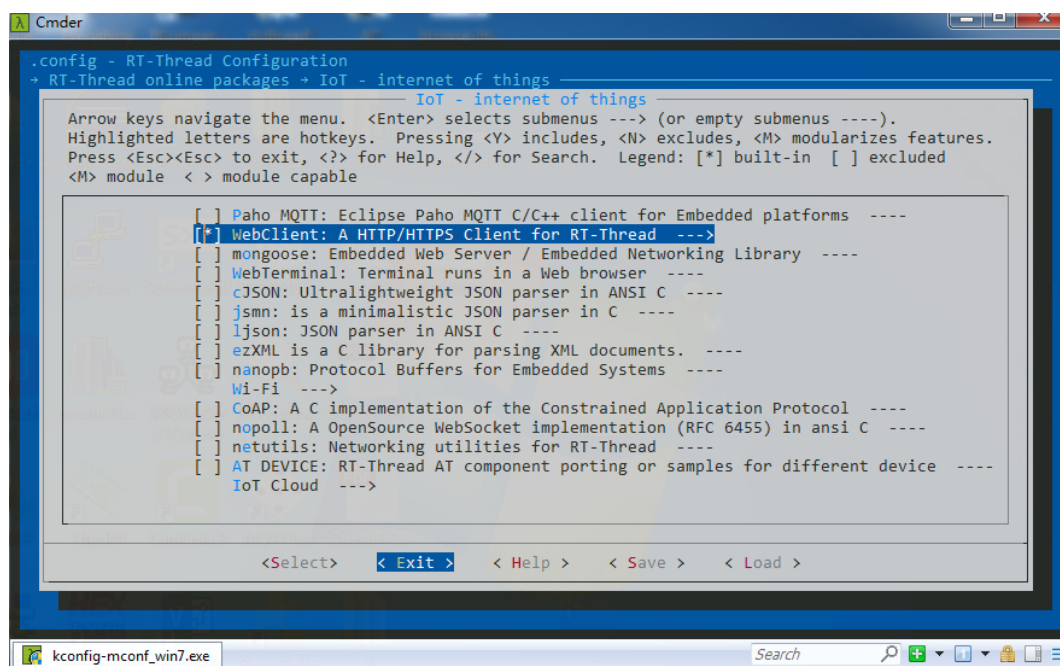 Cmder
.config - RT-Thread Configuration
→ RT-Thread online packages → IoT - internet of things
IoT - internet of things
Arrow keys navigate the menu.  <Enter> selects submenus ---> (or empty submenus ----).
Highlighted letters are hotkeys.  Pressing <Y> includes, <N> excludes, <M> modularizes features.
Press <Esc><Esc> to exit, <?> for Help, </> for Search.  Legend: [*] built-in  [ ] excluded
<M> module  < > module capable
[ ] Paho MQTT: Eclipse Paho MQTT C/C++ client for Embedded platforms  ----
[*] WebClient: A HTTP/HTTPS Client for RT-Thread  --->
[ ] mongoose: Embedded Web Server / Embedded Networking Library  ----
[ ] WebTerminal: Terminal runs in a Web browser  ----
[ ] cJSON: Ultralightweight JSON parser in ANSI C  ----
[ ] jsmn: is a minimalistic JSON parser in C  ----
[ ] ljson: JSON parser in ANSI C  ----
[ ] ezXML is a C library for parsing XML documents.  ----
[ ] nanopb: Protocol Buffers for Embedded Systems  ----
Wi-Fi  --->
[ ] CoAP: A C implementation of the Constrained Application Protocol  ----
[ ] nopoll: A OpenSource WebSocket implementation (RFC 6455) in ansi C  ----
[ ] netutils: Networking utilities for RT-Thread  ----
[ ] AT DEVICE: RT-Thread AT component porting or samples for different device  ----
IoT Cloud  --->
<Select>    < Exit >    < Help >    < Save >    < Load >
kconfig-mconf_win7.exe
Search